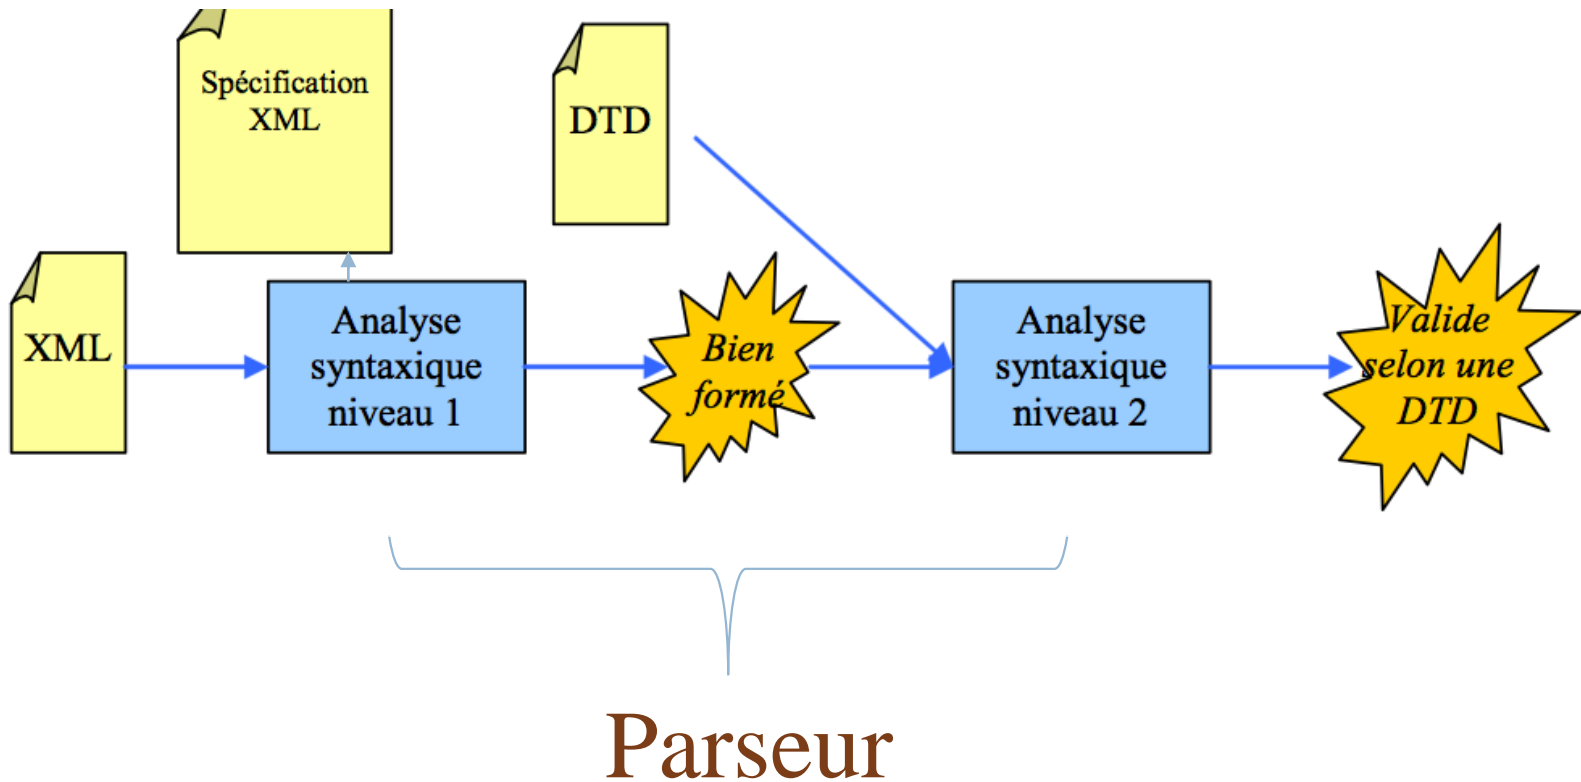 Spécification
XML
DTD
XML
Analyse
syntaxique
niveau 1
Bien
formé
Analyse
syntaxique
niveau 2
Valide
selon une
DTD
Parseur